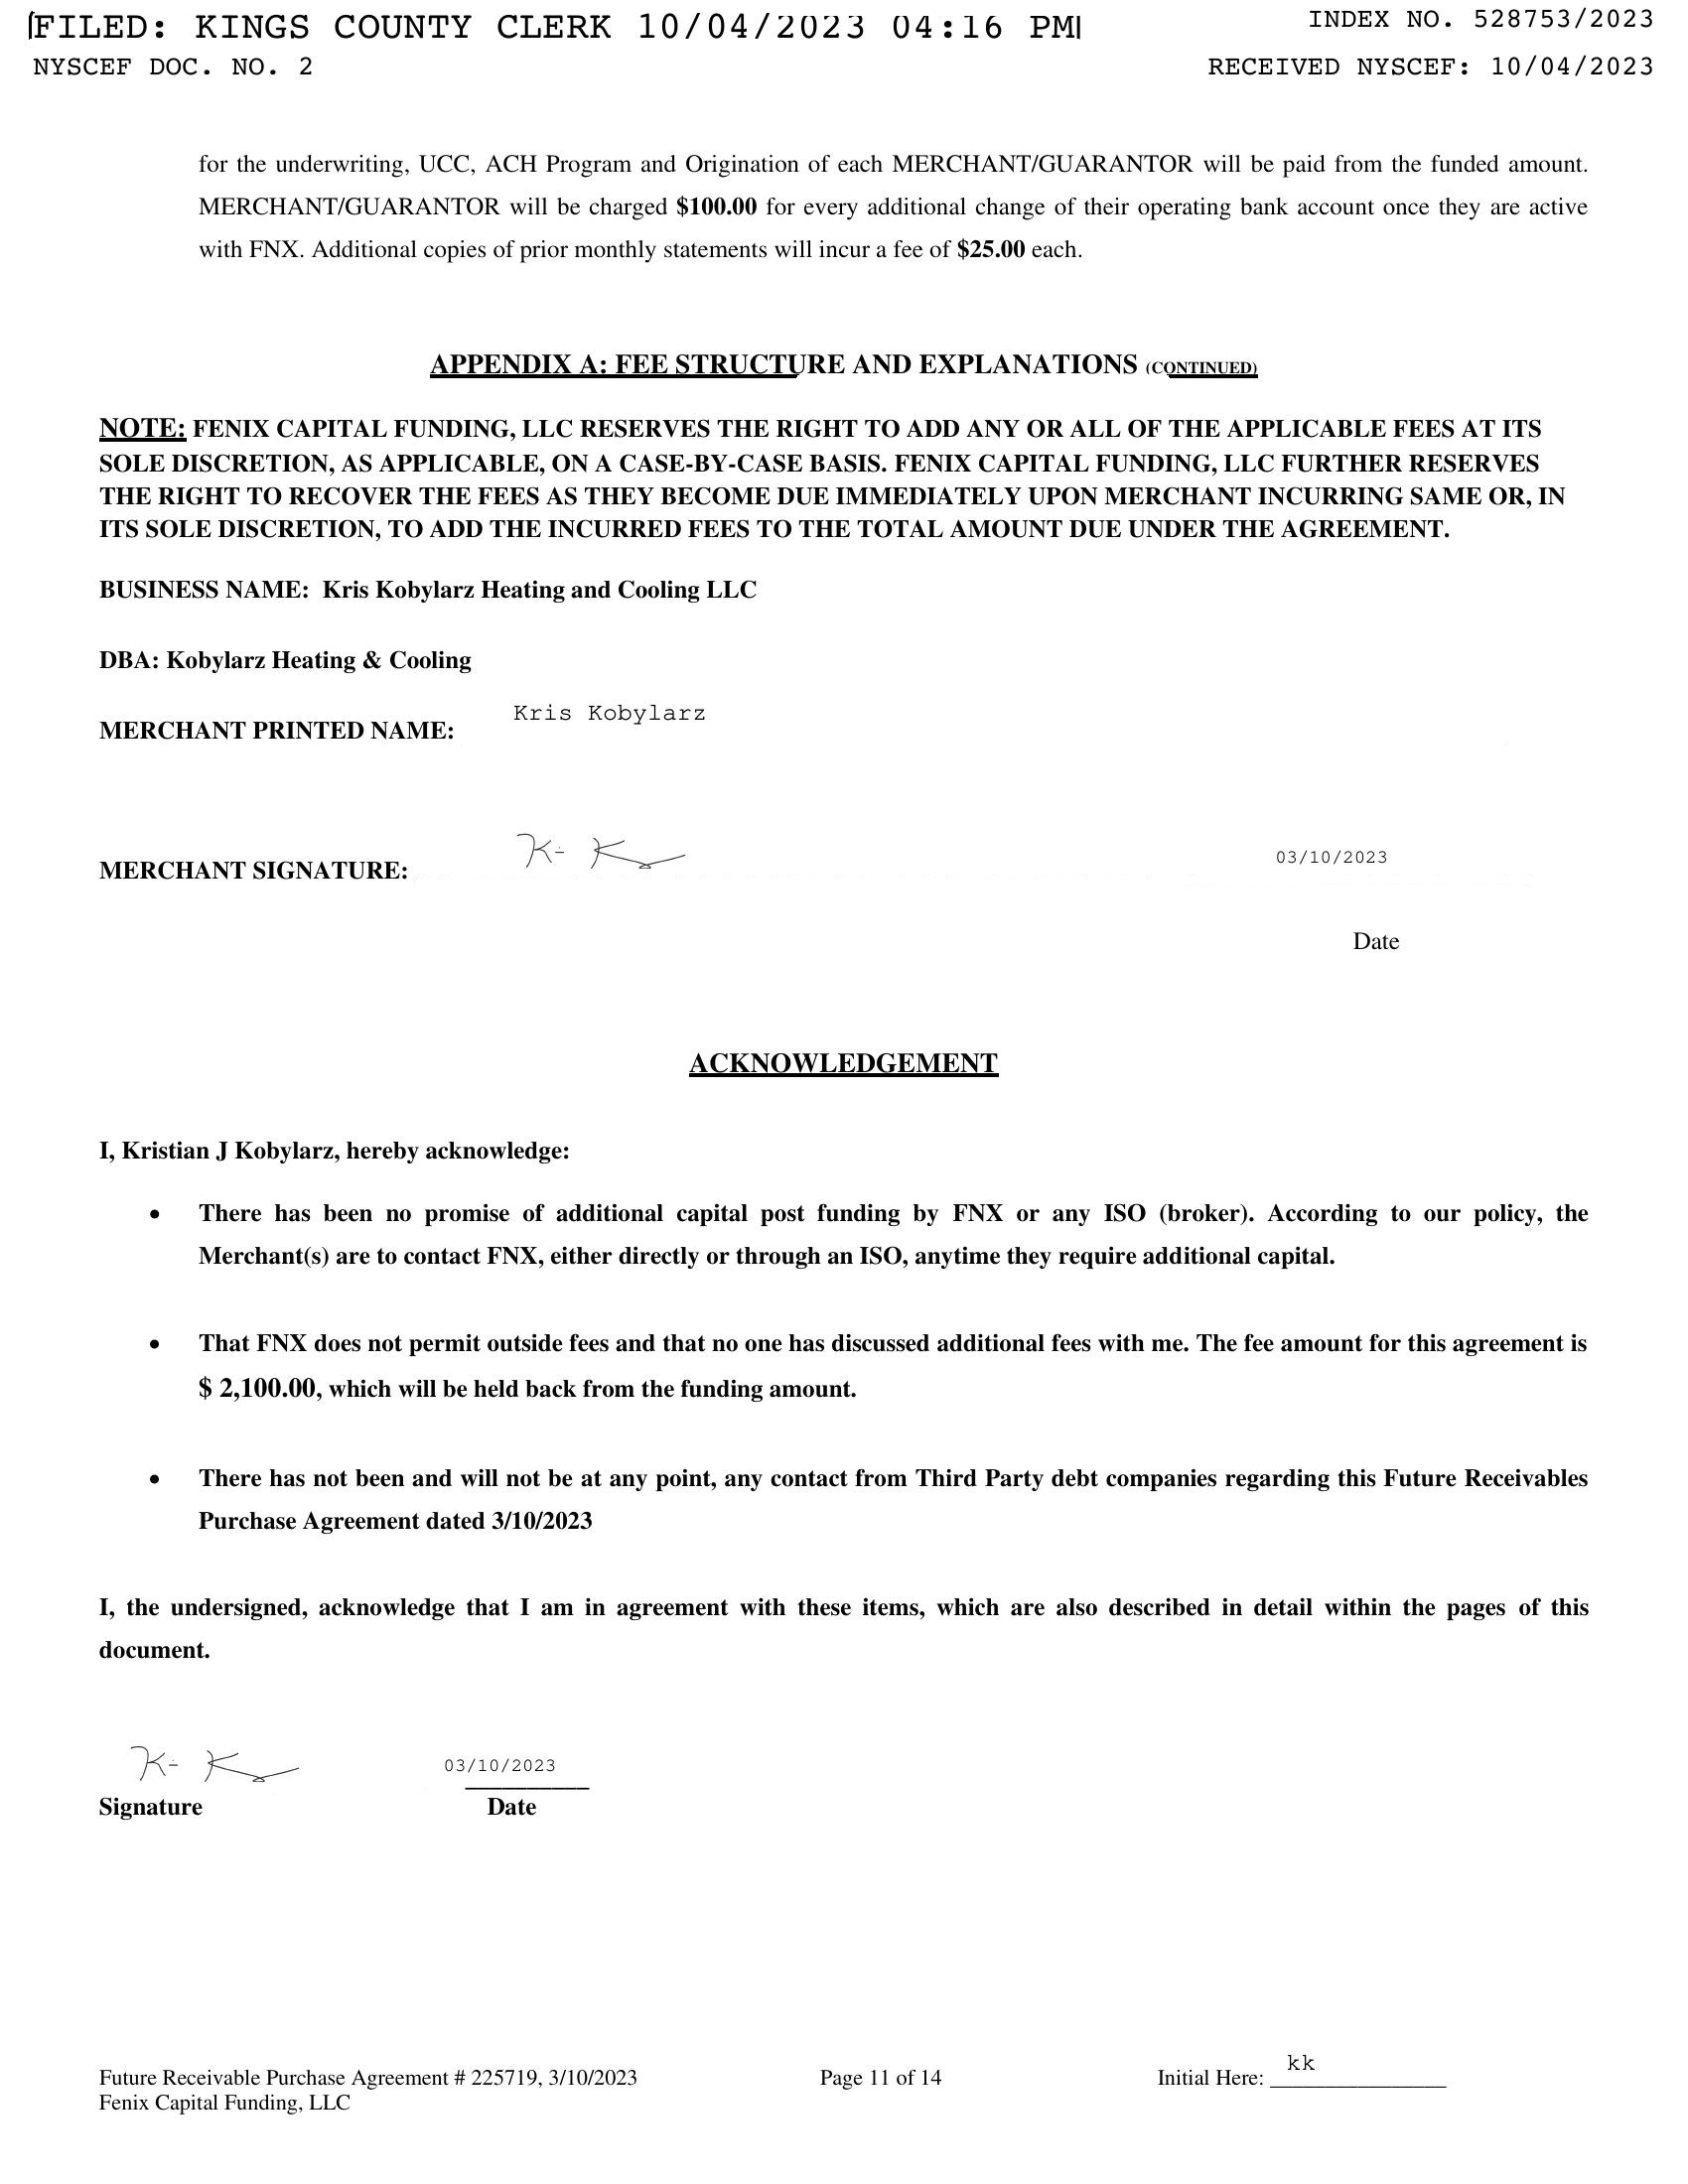 FILED: KINGS COUNTY CLERK 10/04/2023 04:16 PM
INDEX NO. 528753/2023
NYSCEF DOC. NO. 2
RECEIVED NYSCEF: 10/04/2023
for the underwriting, UCC, ACH Program and Origination of each MERCHANT/GUARANTOR will be paid from the funded amount.
MERCHANT/GUARANTOR will be charged $100.00 for every additional change of their operating bank account once they are active
with FNX. Additional copies of prior monthly statements will incur a fee of $25.00 each.
APPENDIX A: FEE STRUCTURE AND EXPLANATIONS (CONTINUED)
NOTE: FENIX CAPITAL FUNDING, LLC RESERVES THE RIGHT TO ADD ANY OR ALL OF THE APPLICABLE FEES AT ITS
SOLE DISCRETION, AS APPLICABLE, ON A CASE-BY-CASE BASIS. FENIX CAPITAL FUNDING, LLC FURTHER RESERVES
THE RIGHT TO RECOVER THE FEES AS THEY BECOME DUE IMMEDIATELY UPON MERCHANT INCURRING SAME OR, IN
ITS SOLE DISCRETION, TO ADD THE INCURRED FEES TO THE TOTAL AMOUNT DUE UNDER THE AGREEMENT.
BUSINESS NAME: Kris Kobylarz Heating and Cooling LLC
DBA: Kobylarz Heating & Cooling
MERCHANT PRINTED NAME: Kris Kobylarz
MERCHANT SIGNATURE: K- K 03/10/2023
Date
ACKNOWLEDGEMENT
I, Kristian J Kobylarz, hereby acknowledge:
• There has been no promise of additional capital post funding by FNX or any ISO (broker). According to our policy, the
Merchant(s) are to contact FNX, either directly or through an ISO, anytime they require additional capital.
• That FNX does not permit outside fees and that no one has discussed additional fees with me. The fee amount for this agreement is
$ 2,100.00, which will be held back from the funding amount.
• There has not been and will not be at any point, any contact from Third Party debt companies regarding this Future Receivables
Purchase Agreement dated 3/10/2023
I, the undersigned, acknowledge that I am in agreement with these items, which are also described in detail within the pages of this
document.
K- K 03/10/2023
Signature Date
Future Receivable Purchase Agreement # 225719, 3/10/2023 Page 11 of 14 Initial Here: kk
Fenix Capital Funding, LLC